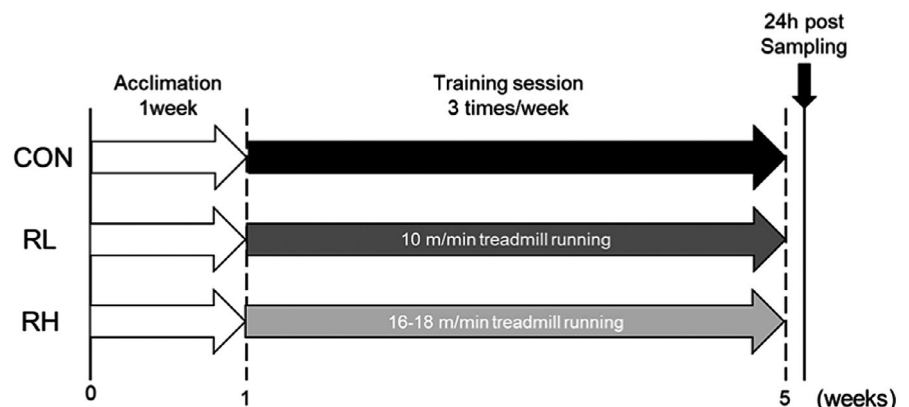 24h post
Sampling
Acclimation
1week
Training session
3 times/week
CON
RL
10 m/min treadmill running
RH
16-18 m/min treadmill running
0
1
5
(weeks)